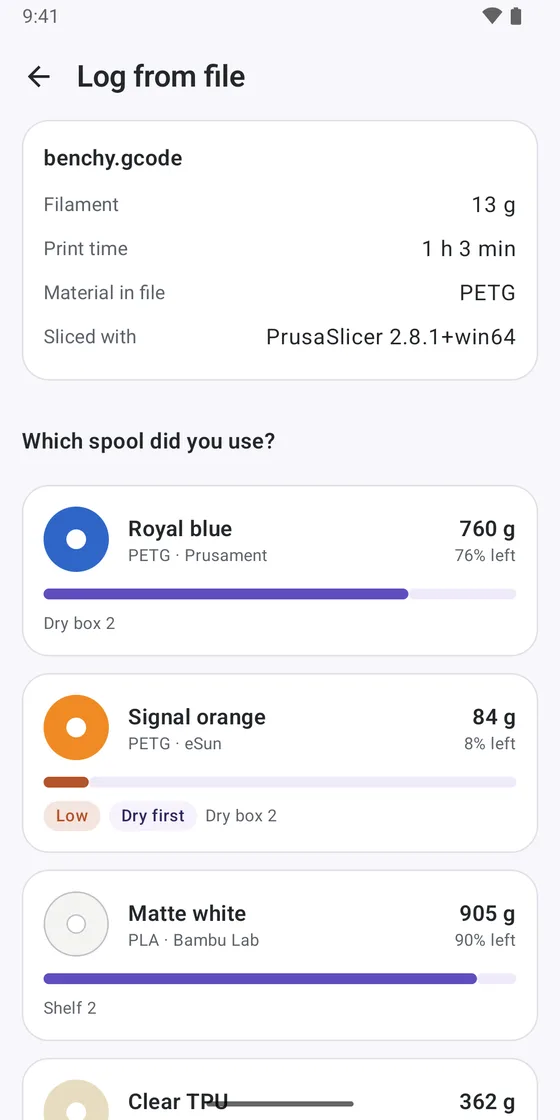 9:41
Log from file
benchy.gcode
Filament 13 g
Print time 1 h 3 min
Material in file PETG
Sliced with PrusaSlicer 2.8.1+win64
Which spool did you use?
Royal blue 760 g
PETG · Prusament 76% left
Dry box 2
Signal orange 84 g
PETG · eSun 8% left
Low Dry first Dry box 2
Matte white 905 g
PLA · Bambu Lab 90% left
Shelf 2
Clear TPU 362 g